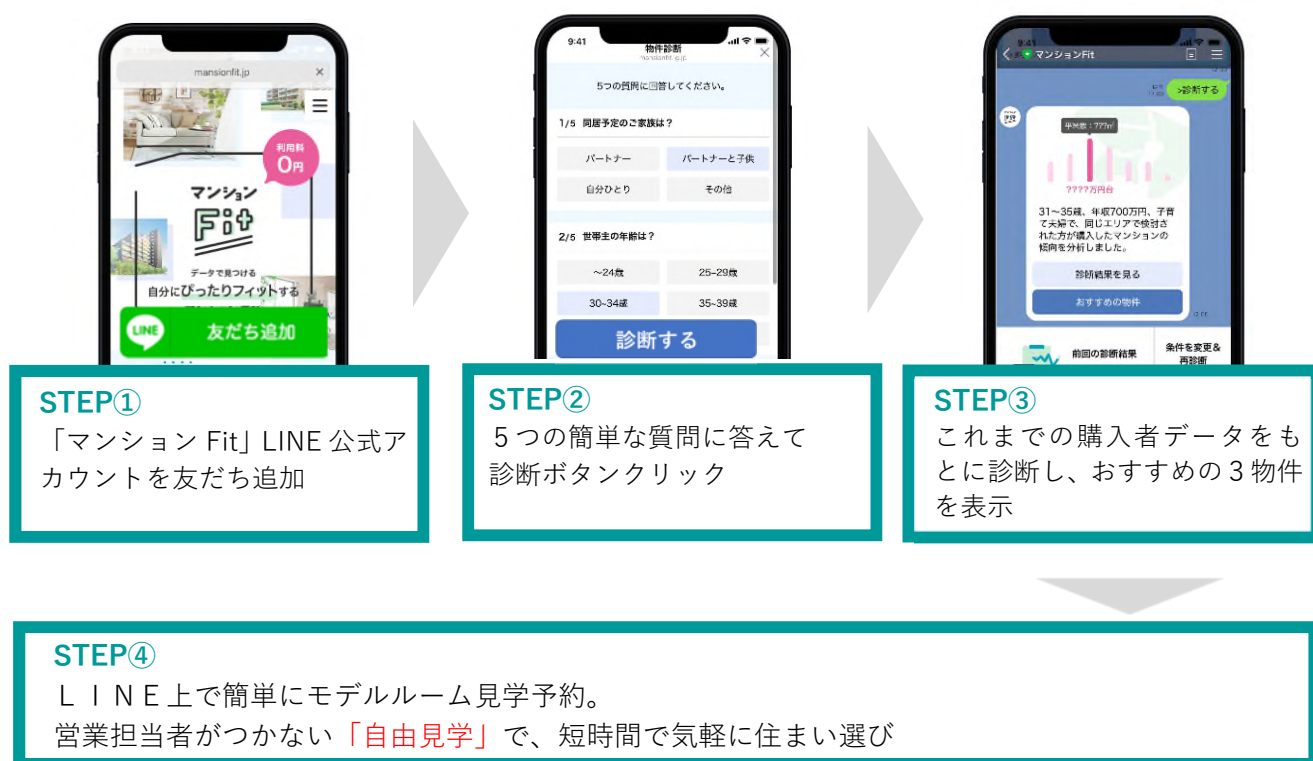 mansionfit.jp ×
利用料
0円
マンション
Fit
データで見つける
自分にぴったりフィットする
LINE 友だち追加
9:41
物件診断
5つの質問に回答してください。
1/5 同居予定のご家族は？
パートナー パートナーと子供
自分ひとり その他
2/5 世帯主の年齢は？
～24歳 25-29歳
30-34歳 35-39歳
診断する
9:41
マンションFit
>診断する
平米数：???㎡
????万円台
31～35歳、年収700万円、子育
て夫婦で、同じエリアで検討さ
れた方が購入したマンションの
傾向を分析しました。
診断結果を見る
おすすめの物件
前回の診断結果
条件を変更&
再診断
STEP①
「マンション Fit」LINE 公式ア
カウントを友だち追加
STEP②
５つの簡単な質問に答えて
診断ボタンクリック
STEP③
これまでの購入者データをも
とに診断し、おすすめの３物件
を表示
STEP④
ＬＩＮＥ上で簡単にモデルルーム見学予約。
営業担当者がつかない「自由見学」で、短時間で気軽に住まい選び